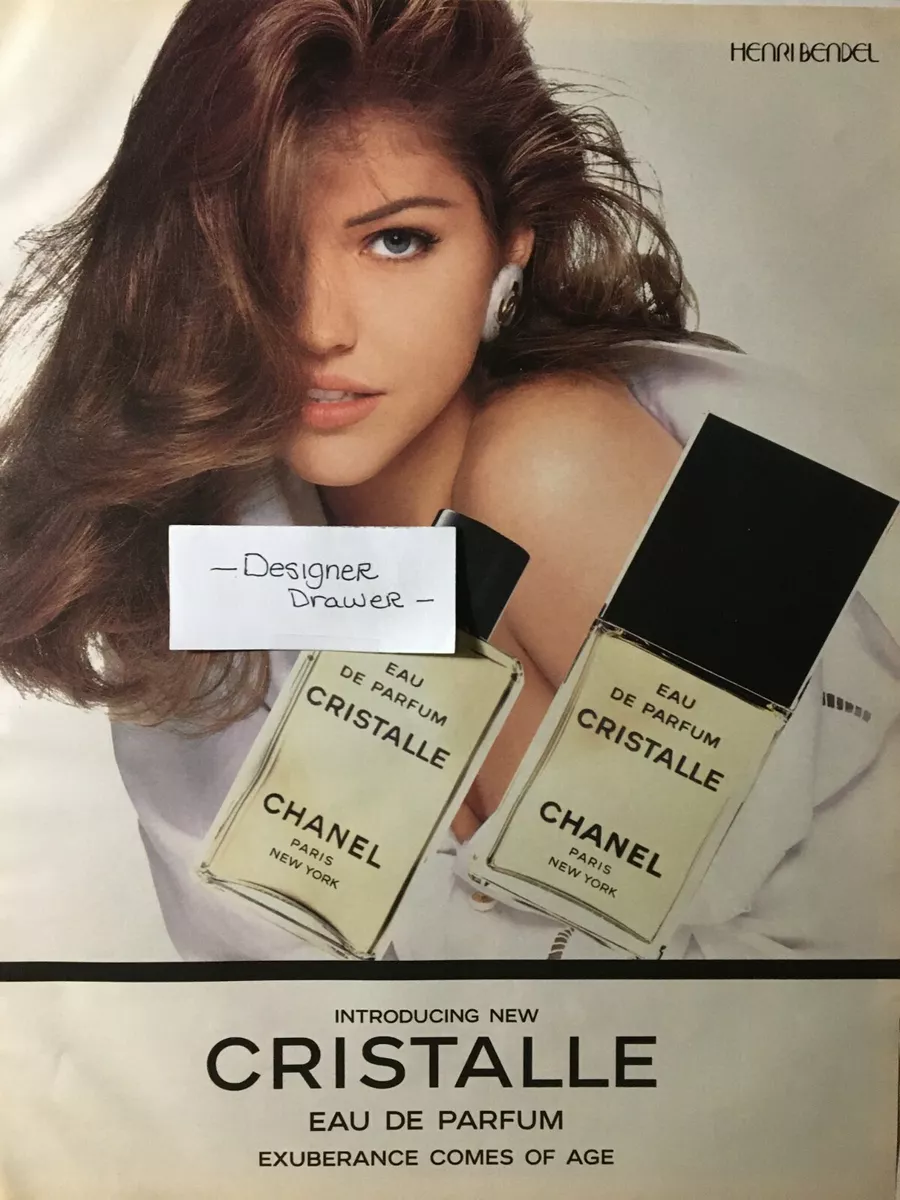 HENRI BENDEL
– Designer
Drawer –
EAU
DE PARFUM
CRISTALLE
CHANEL
PARIS
NEW YORK
EAU
DE PARFUM
CRISTALLE
CHANEL
PARIS
NEW YORK
INTRODUCING NEW
CRISTALLE
EAU DE PARFUM
EXUBERANCE COMES OF AGE